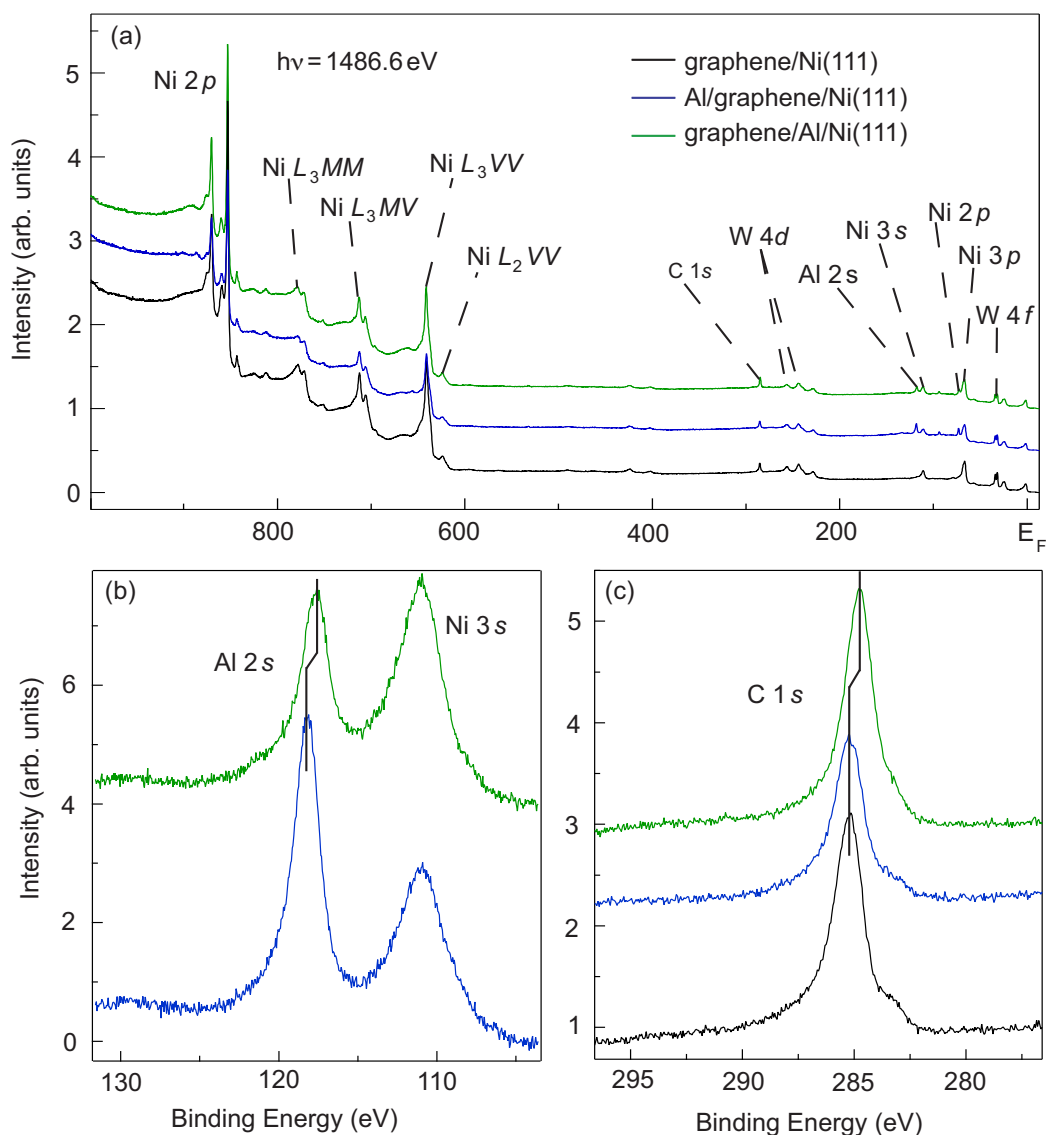 (a)
hν = 1486.6 eV
graphene/Ni(111)
Al/graphene/Ni(111)
graphene/Al/Ni(111)
Ni 2p
Ni L3MM
Ni L3MV
Ni L3VV
Ni L2VV
C 1s
W 4d
Al 2s
Ni 3s
Ni 2p
Ni 3p
W 4f
Intensity (arb. units)
5
4
3
2
1
0
800
600
400
200
EF
(b)
Al 2s
Ni 3s
Intensity (arb. units)
6
4
2
0
130
120
110
Binding Energy (eV)
(c)
C 1s
5
4
3
2
1
295
290
285
280
Binding Energy (eV)